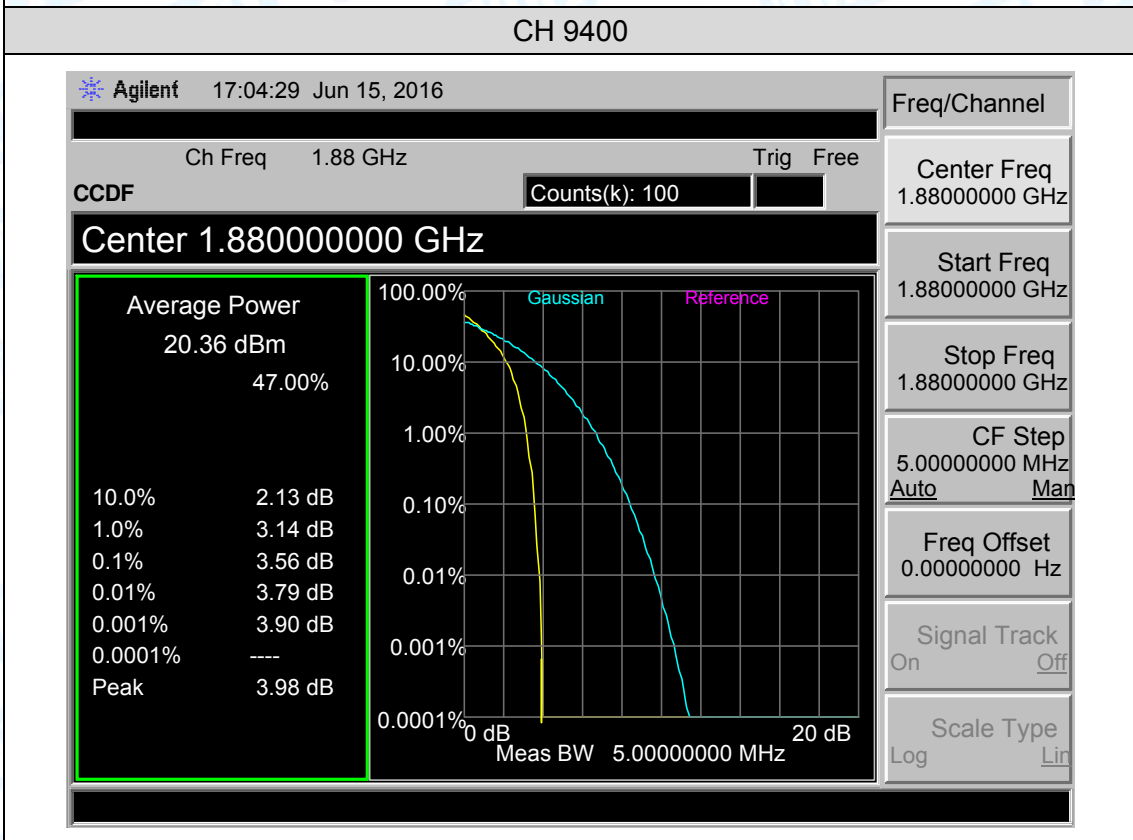 CH 9400
Agilent 17:04:29 Jun 15, 2016
Freq/Channel
Ch Freq 1.88 GHz Trig Free
CCDF Counts(k): 100
Center 1.880000000 GHz
Average Power
20.36 dBm
47.00%
10.0% 2.13 dB
1.0% 3.14 dB
0.1% 3.56 dB
0.01% 3.79 dB
0.001% 3.90 dB
0.0001% ----
Peak 3.98 dB
Gaussian Reference
100.00%
10.00%
1.00%
0.10%
0.01%
0.001%
0.0001%
0 dB 20 dB
Meas BW 5.00000000 MHz
Center Freq
1.88000000 GHz
Start Freq
1.88000000 GHz
Stop Freq
1.88000000 GHz
CF Step
5.00000000 MHz
Auto Man
Freq Offset
0.00000000 Hz
Signal Track
On Off
Scale Type
Log Lin